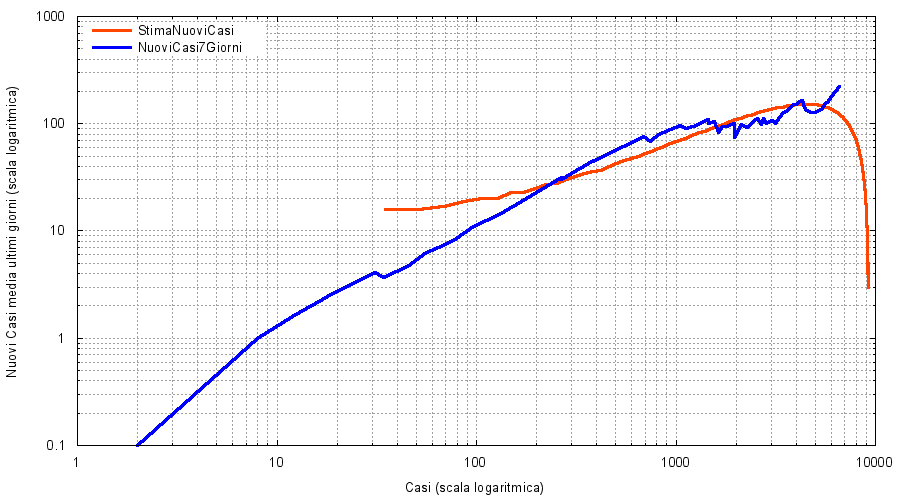 1000
StimaNuoviCasi
NuoviCasi7Giorni
100
10
1
0.1
Nuovi Casi media ultimi giorni (scala logaritmica)
1
10
100
1000
10000
Casi (scala logaritmica)